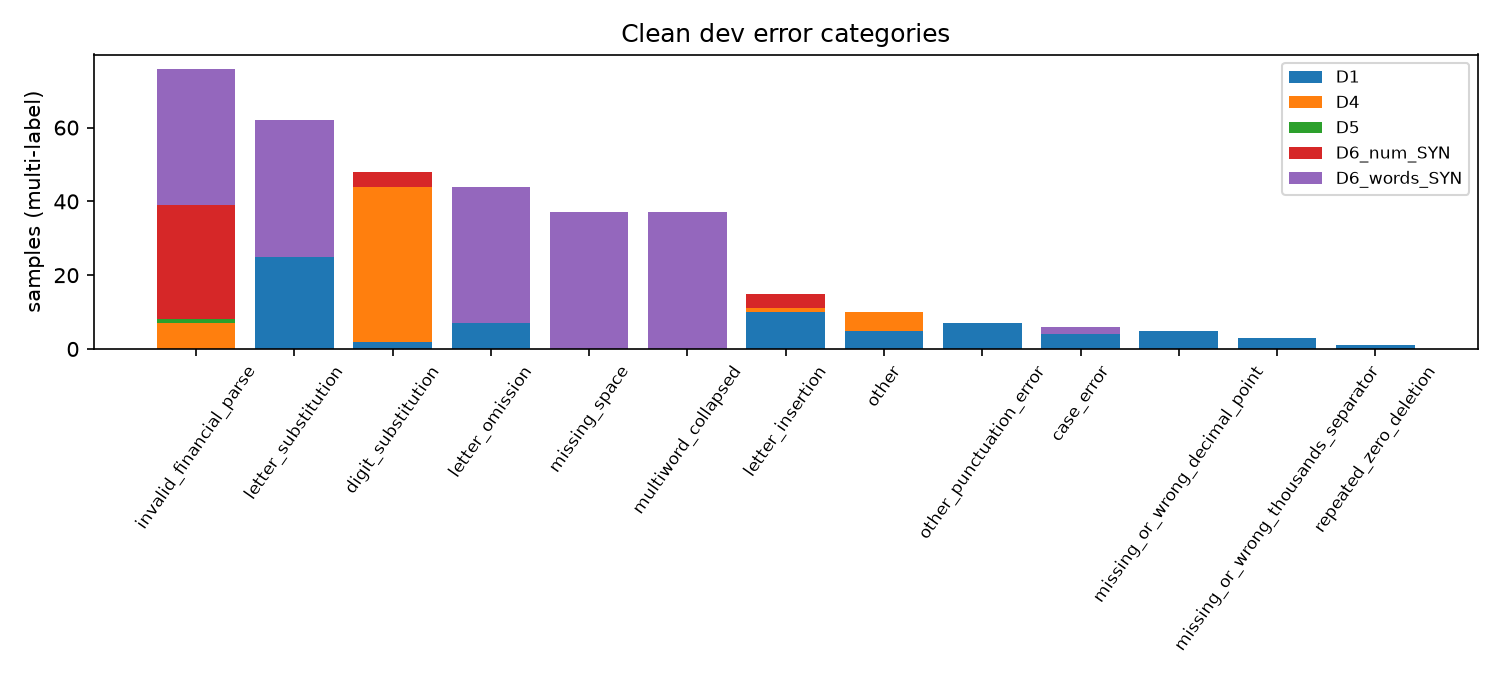 Clean dev error categories
samples (multi-label)
60
40
20
0
D1
D4
D5
D6_num_SYN
D6_words_SYN
invalid_financial_parse
letter_substitution
digit_substitution
letter_omission
missing_space
multiword_collapsed
letter_insertion
other
other_punctuation_error
case_error
missing_or_wrong_decimal_point
missing_or_wrong_thousands_separator
repeated_zero_deletion